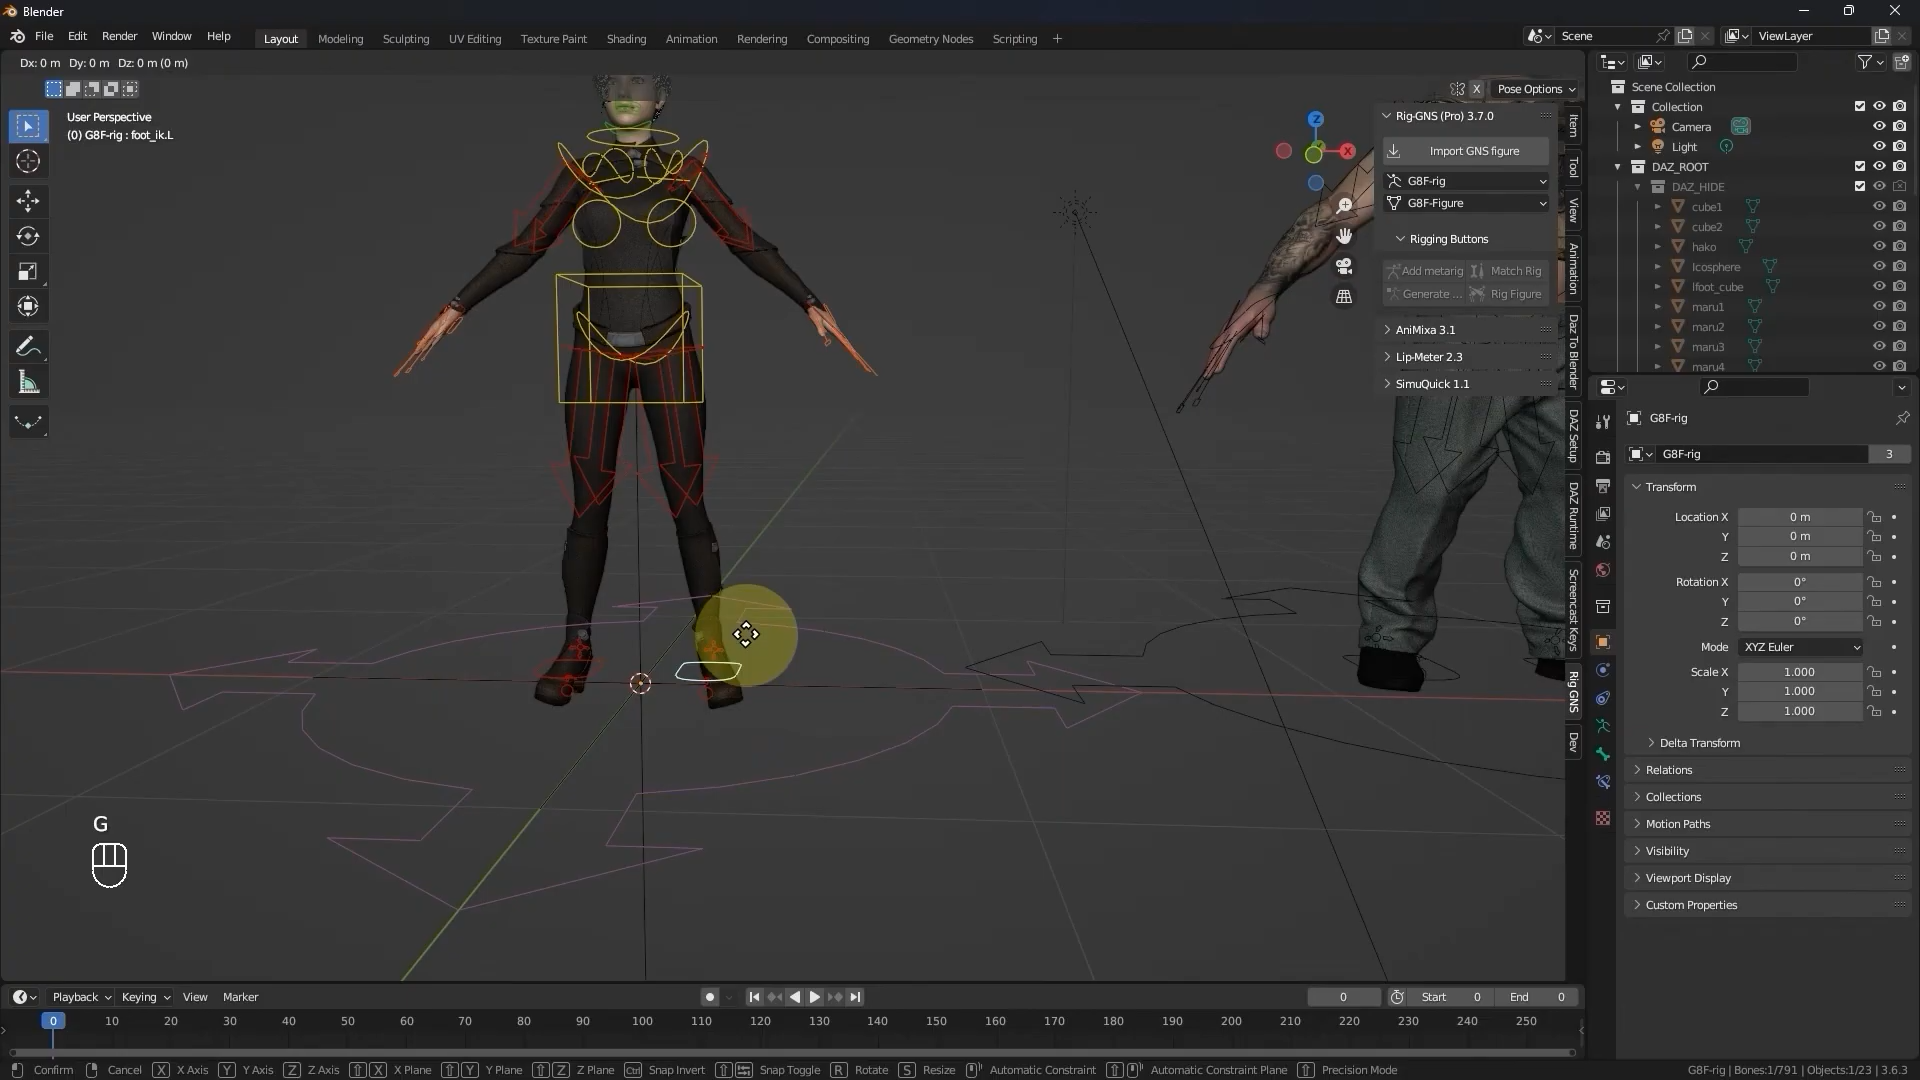 Blender
File Edit Render Window Help
Layout Modeling Sculpting UV Editing Texture Paint Shading Animation Rendering Compositing Geometry Nodes Scripting +
Scene
ViewLayer
Dx: 0 m Dy: 0 m Dz: 0 m (0 m)
X Pose Options
User Perspective
(0) G8F-rig : foot_ik.L
Z
X
Rig-GNS (Pro) 3.7.0
Import GNS figure
G8F-rig
G8F-Figure
Rigging Buttons
Add metarig Match Rig
Generate ... Rig Figure
AniMixa 3.1
Lip-Meter 2.3
SimuQuick 1.1
Item
Tool
View
Animation
Daz To Blender
DAZ Setup
DAZ Runtime
Screencast Keys
Rig GNS
Dev
Scene Collection
Collection
Camera
Light
DAZ_ROOT
DAZ_HIDE
cube1
cube2
hako
Icosphere
lfoot_cube
maru1
maru2
maru3
maru4
G8F-rig
G8F-rig 3
Transform
Location X 0 m
Y 0 m
Z 0 m
Rotation X 0°
Y 0°
Z 0°
Mode XYZ Euler
Scale X 1.000
Y 1.000
Z 1.000
Delta Transform
Relations
Collections
Motion Paths
Visibility
Viewport Display
Custom Properties
G
Playback Keying View Marker
0 Start 0 End 0
0 10 20 30 40 50 60 70 80 90 100 110 120 130 140 150 160 170 180 190 200 210 220 230 240 250
Confirm Cancel X X Axis Y Y Axis Z Z Axis X X Plane Y Y Plane Z Z Plane Ctrl Snap Invert Snap Toggle R Rotate S Resize Automatic Constraint Automatic Constraint Plane Precision Mode
G8F-rig | Bones:1/791 | Objects:1/23 | 3.6.3